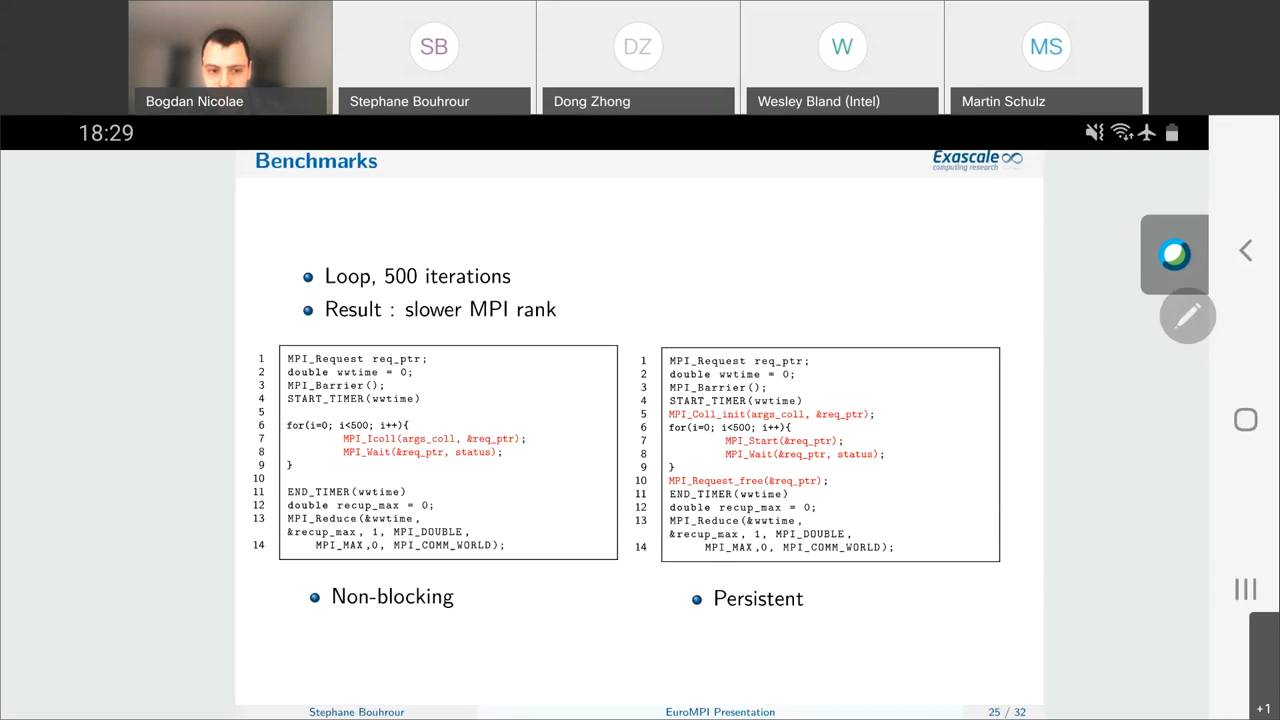 SB
DZ
W
MS
Bogdan Nicolae
Stephane Bouhrour
Dong Zhong
Wesley Bland (Intel)
Martin Schulz
18:29
Benchmarks
Exascale
computing research
Loop, 500 iterations
Result : slower MPI rank
1 MPI_Request req_ptr;
2 double wwtime = 0;
3 MPI_Barrier();
4 START_TIMER(wwtime)
5
6 for(i=0; i<500; i++){
7 MPI_Icoll(args_coll, &req_ptr);
8 MPI_Wait(&req_ptr, status);
9 }
10
11 END_TIMER(wwtime)
12 double recup_max = 0;
13 MPI_Reduce(&wwtime,
&recup_max, 1, MPI_DOUBLE,
14 MPI_MAX,0, MPI_COMM_WORLD);
Non-blocking
1 MPI_Request req_ptr;
2 double wwtime = 0;
3 MPI_Barrier();
4 START_TIMER(wwtime)
5 MPI_Coll_init(args_coll, &req_ptr);
6 for(i=0; i<500; i++){
7 MPI_Start(&req_ptr);
8 MPI_Wait(&req_ptr, status);
9 }
10 MPI_Request_free(&req_ptr);
11 END_TIMER(wwtime)
12 double recup_max = 0;
13 MPI_Reduce(&wwtime,
&recup_max, 1, MPI_DOUBLE,
14 MPI_MAX,0, MPI_COMM_WORLD);
Persistent
Stephane Bouhrour
EuroMPI Presentation
25 / 32
+1